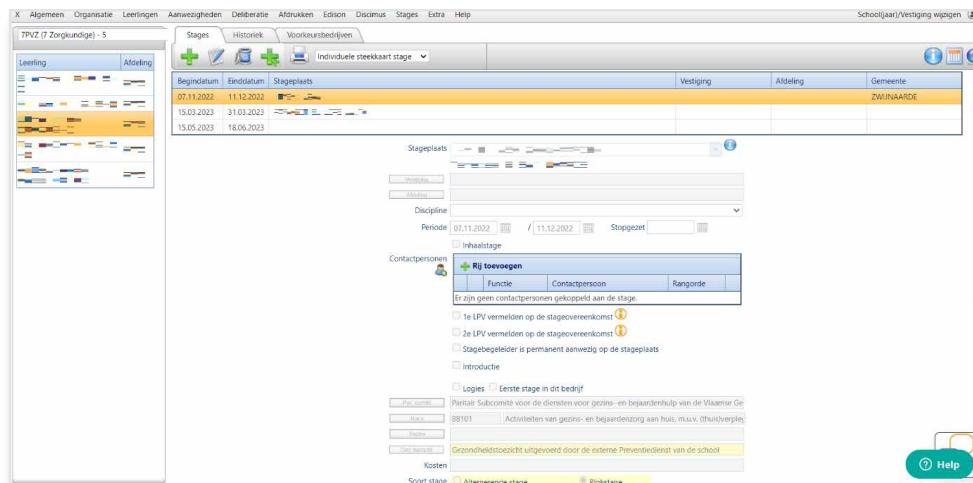 X Algemeen Organisatie Leerlingen Aanwezigheden Deliberatie Afdrukken Edison Discimus Stages Extra Help School(jaar)/Vestiging wijzigen
7PVZ (7 Zorgkundige) - 5
Stages Historiek Voorkeursbedrijven
Individuele steekkaart stage
Leerling Afdeling
Begindatum Einddatum Stageplaats Vestiging Afdeling Gemeente
07.11.2022 11.12.2022 ZWIJNAARDE
15.03.2023 31.03.2023
15.05.2023 18.06.2023
Stageplaats
Vestiging
Afdeling
Discipline
Periode 07.11.2022 / 11.12.2022 Stopgezet
Inhaalstage
Contactpersonen
Rij toevoegen
Functie Contactpersoon Rangorde
Er zijn geen contactpersonen gekoppeld aan de stage.
1e LPV vermelden op de stageovereenkomst
2e LPV vermelden op de stageovereenkomst
Stagebegeleider is permanent aanwezig op de stageplaats
Introductie
Logies Eerste stage in dit bedrijf
Par. comité Paritair Subcomité voor de diensten voor gezins- en bejaardenhulp van de Vlaamse Ge
88101 Activiteiten van gezins- en bejaardenzorg aan huis, m.u.v. (thuis)verpleg
Gezondheidstoezicht uitgevoerd door de externe Preventiedienst van de school
Kosten
Soort stage Alternerende stage Blokstage
Help